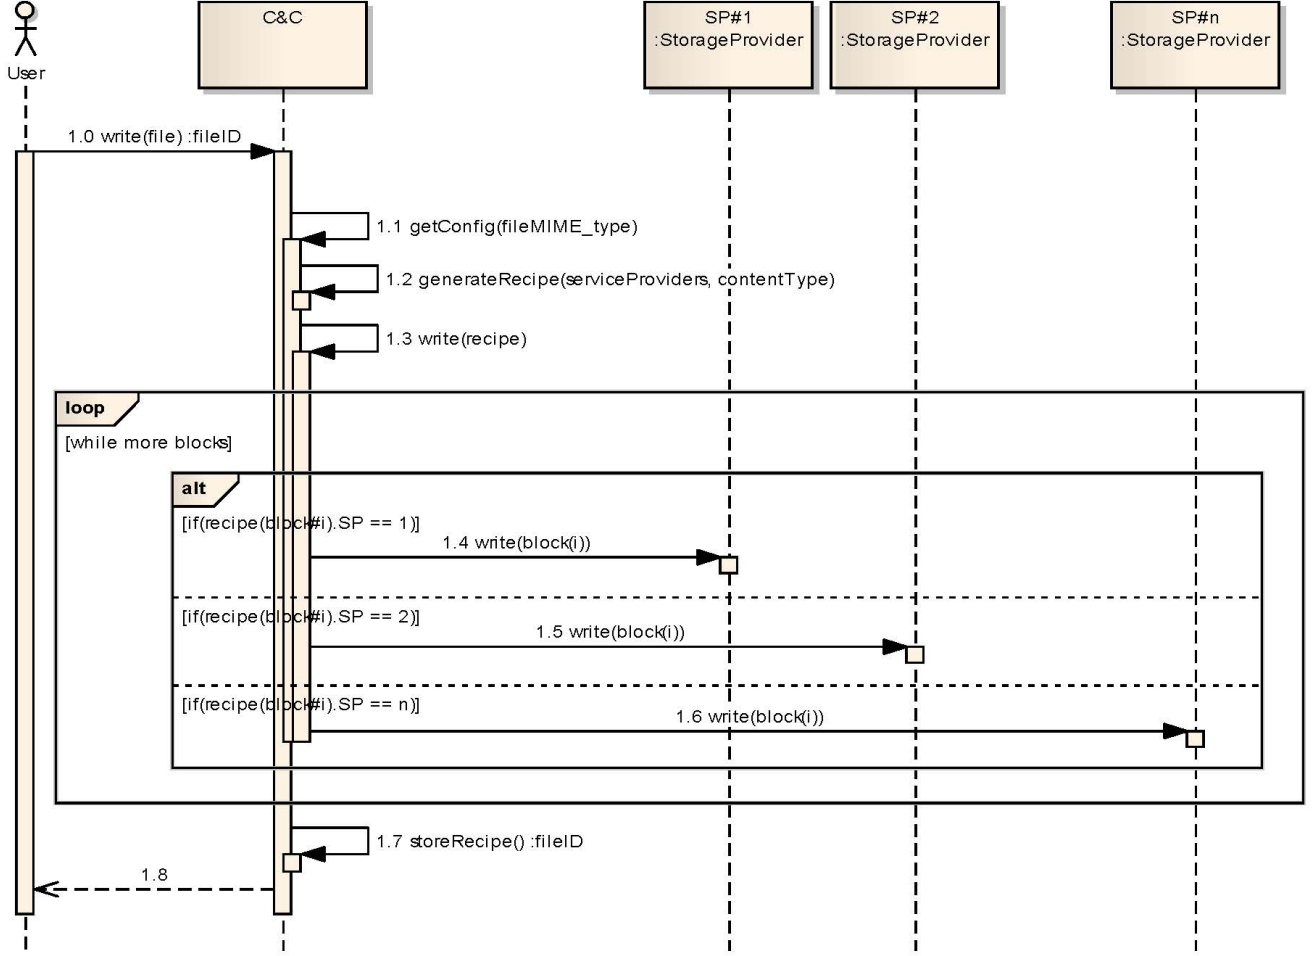 C&C
SP#1
:StorageProvider
SP#2
:StorageProvider
SP#n
:StorageProvider
User
1.0 write(file) :fileID
1.1 getConfig(fileMIME_type)
1.2 generateRecipe(serviceProviders, contentType)
1.3 write(recipe)
loop
[while more blocks]
alt
[if(recipe(block#i).SP == 1)]
1.4 write(block(i))
[if(recipe(block#i).SP == 2)]
1.5 write(block(i))
[if(recipe(block#i).SP == n)]
1.6 write(block(i))
1.7 storeRecipe() :fileID
1.8